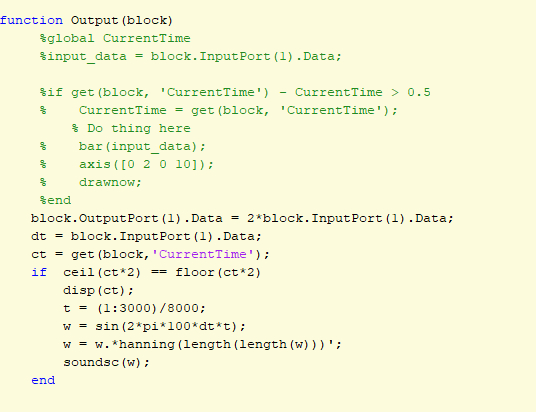 function Output(block)
%global CurrentTime
%input_data = block.InputPort(1).Data;
%if get(block, 'CurrentTime') - CurrentTime > 0.5
%    CurrentTime = get(block, 'CurrentTime');
% Do thing here
%    bar(input_data);
%    axis([0 2 0 10]);
%    drawnow;
%end
block.OutputPort(1).Data = 2*block.InputPort(1).Data;
dt = block.InputPort(1).Data;
ct = get(block,'CurrentTime');
if  ceil(ct*2) == floor(ct*2)
disp(ct);
t = (1:3000)/8000;
w = sin(2*pi*100*dt*t);
w = w.*hanning(length(length(w)))';
soundsc(w);
end